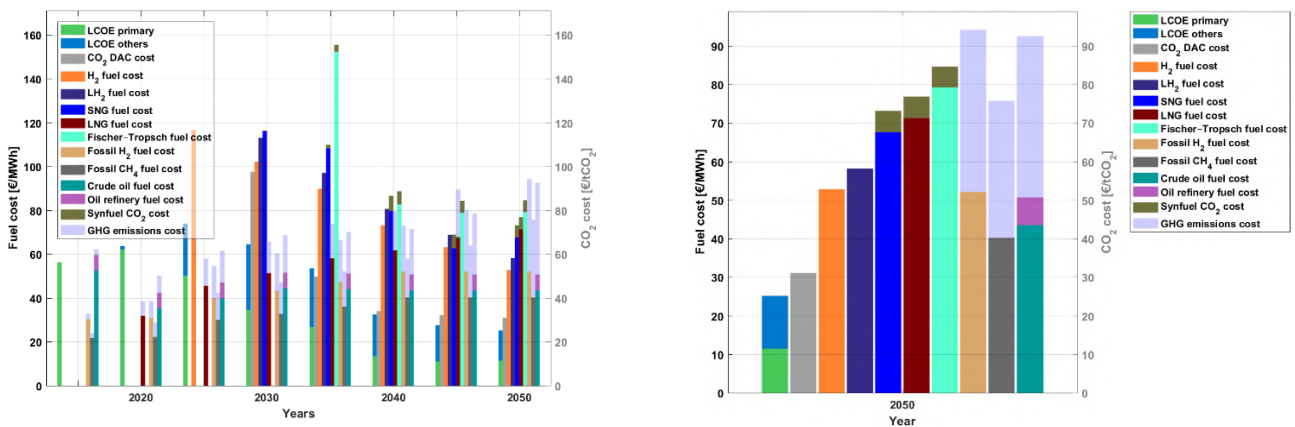 160
140
120
100
80
60
40
20
0
Fuel cost [€/MWh]
LCOE primary
LCOE others
CO2 DAC cost
H2 fuel cost
LH2 fuel cost
SNG fuel cost
LNG fuel cost
Fischer−Tropsch fuel cost
Fossil H2 fuel cost
Fossil CH4 fuel cost
Crude oil fuel cost
Oil refinery fuel cost
Synfuel CO2 cost
GHG emissions cost
2020
2030
2040
2050
Years
160
140
120
100
80
60
40
20
0
CO2 cost [€/tCO2]
90
80
70
60
50
40
30
20
10
0
Fuel cost [€/MWh]
2050
Year
90
80
70
60
50
40
30
20
10
0
CO2 cost [€/tCO2]
LCOE primary
LCOE others
CO2 DAC cost
H2 fuel cost
LH2 fuel cost
SNG fuel cost
LNG fuel cost
Fischer−Tropsch fuel cost
Fossil H2 fuel cost
Fossil CH4 fuel cost
Crude oil fuel cost
Oil refinery fuel cost
Synfuel CO2 cost
GHG emissions cost